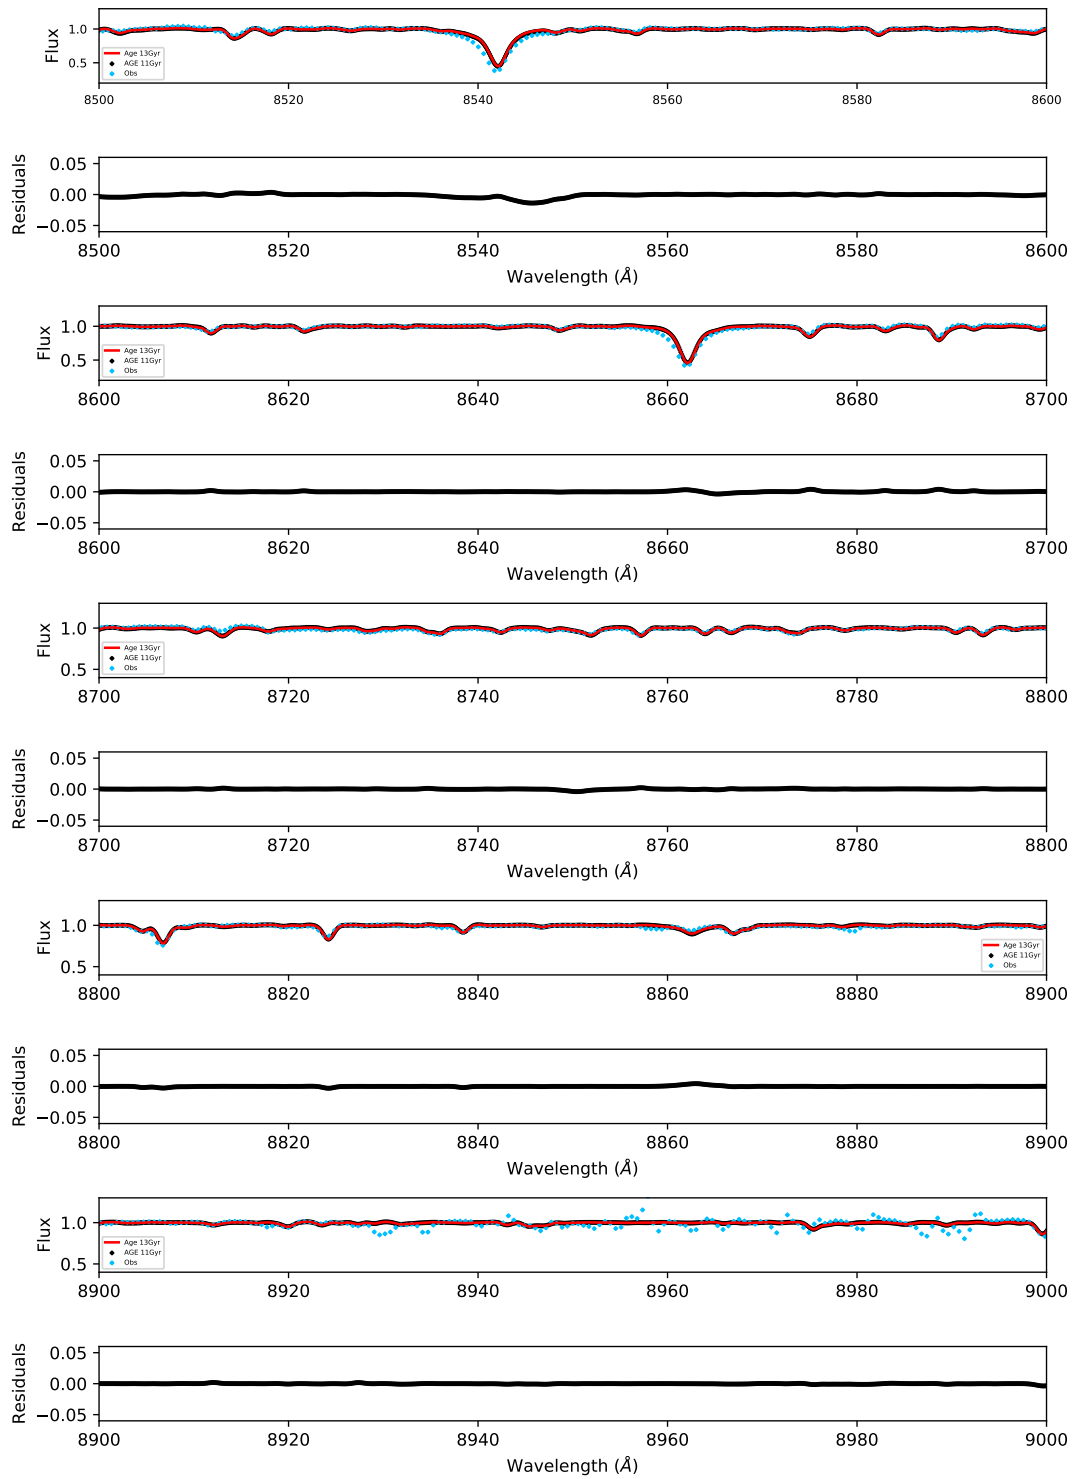 Flux
1.0
0.5
Age 13Gyr
AGE 11Gyr
Obs
8500 8520 8540 8560 8580 8600
Residuals
0.05
0.00
−0.05
8500 8520 8540 8560 8580 8600
Wavelength (Å)
Flux
1.0
0.5
Age 13Gyr
AGE 11Gyr
Obs
8600 8620 8640 8660 8680 8700
Residuals
0.05
0.00
−0.05
8600 8620 8640 8660 8680 8700
Wavelength (Å)
Flux
1.0
0.5
Age 13Gyr
AGE 11Gyr
Obs
8700 8720 8740 8760 8780 8800
Residuals
0.05
0.00
−0.05
8700 8720 8740 8760 8780 8800
Wavelength (Å)
Flux
1.0
0.5
Age 13Gyr
AGE 11Gyr
Obs
8800 8820 8840 8860 8880 8900
Residuals
0.05
0.00
−0.05
8800 8820 8840 8860 8880 8900
Wavelength (Å)
Flux
1.0
0.5
Age 13Gyr
AGE 11Gyr
Obs
8900 8920 8940 8960 8980 9000
Residuals
0.05
0.00
−0.05
8900 8920 8940 8960 8980 9000
Wavelength (Å)